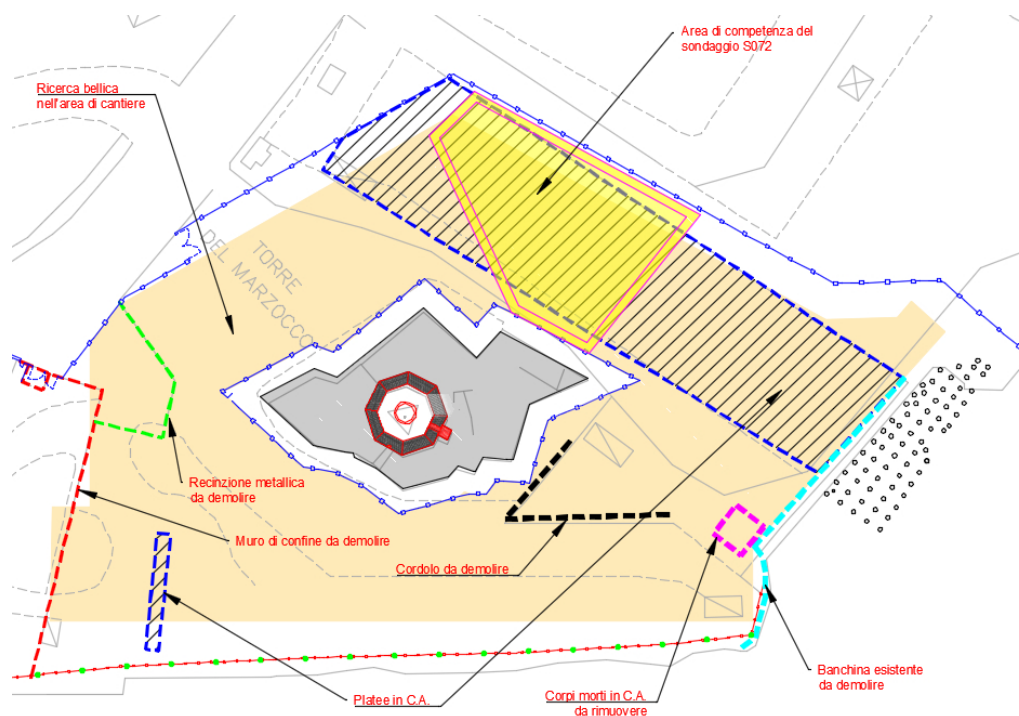 Area di competenza del
sondaggio S072
Ricerca bellica
nell'area di cantiere
TORRE
DEL MARZOCCO
Recinzione metallica
da demolire
Muro di confine da demolire
Cordolo da demolire
Platee in C.A.
Corpi morti in C.A.
da rimuovere
Banchina esistente
da demolire